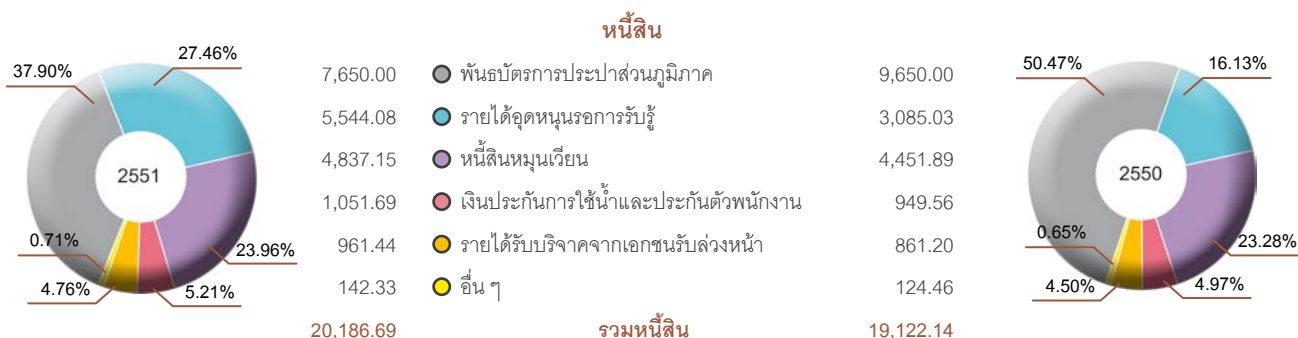 หนี้สิน
37.90%
27.46%
2551
0.71%
4.76%
5.21%
23.96%
7,650.00 พันธบัตรการประปาส่วนภูมิภาค 9,650.00
5,544.08 รายได้อุดหนุนรอการรับรู้ 3,085.03
4,837.15 หนี้สินหมุนเวียน 4,451.89
1,051.69 เงินประกันการใช้น้ำและประกันตัวพนักงาน 949.56
961.44 รายได้รับบริจาคจากเอกชนรับล่วงหน้า 861.20
142.33 อื่น ๆ 124.46
20,186.69 รวมหนี้สิน 19,122.14
50.47%
16.13%
2550
0.65%
4.50%
4.97%
23.28%